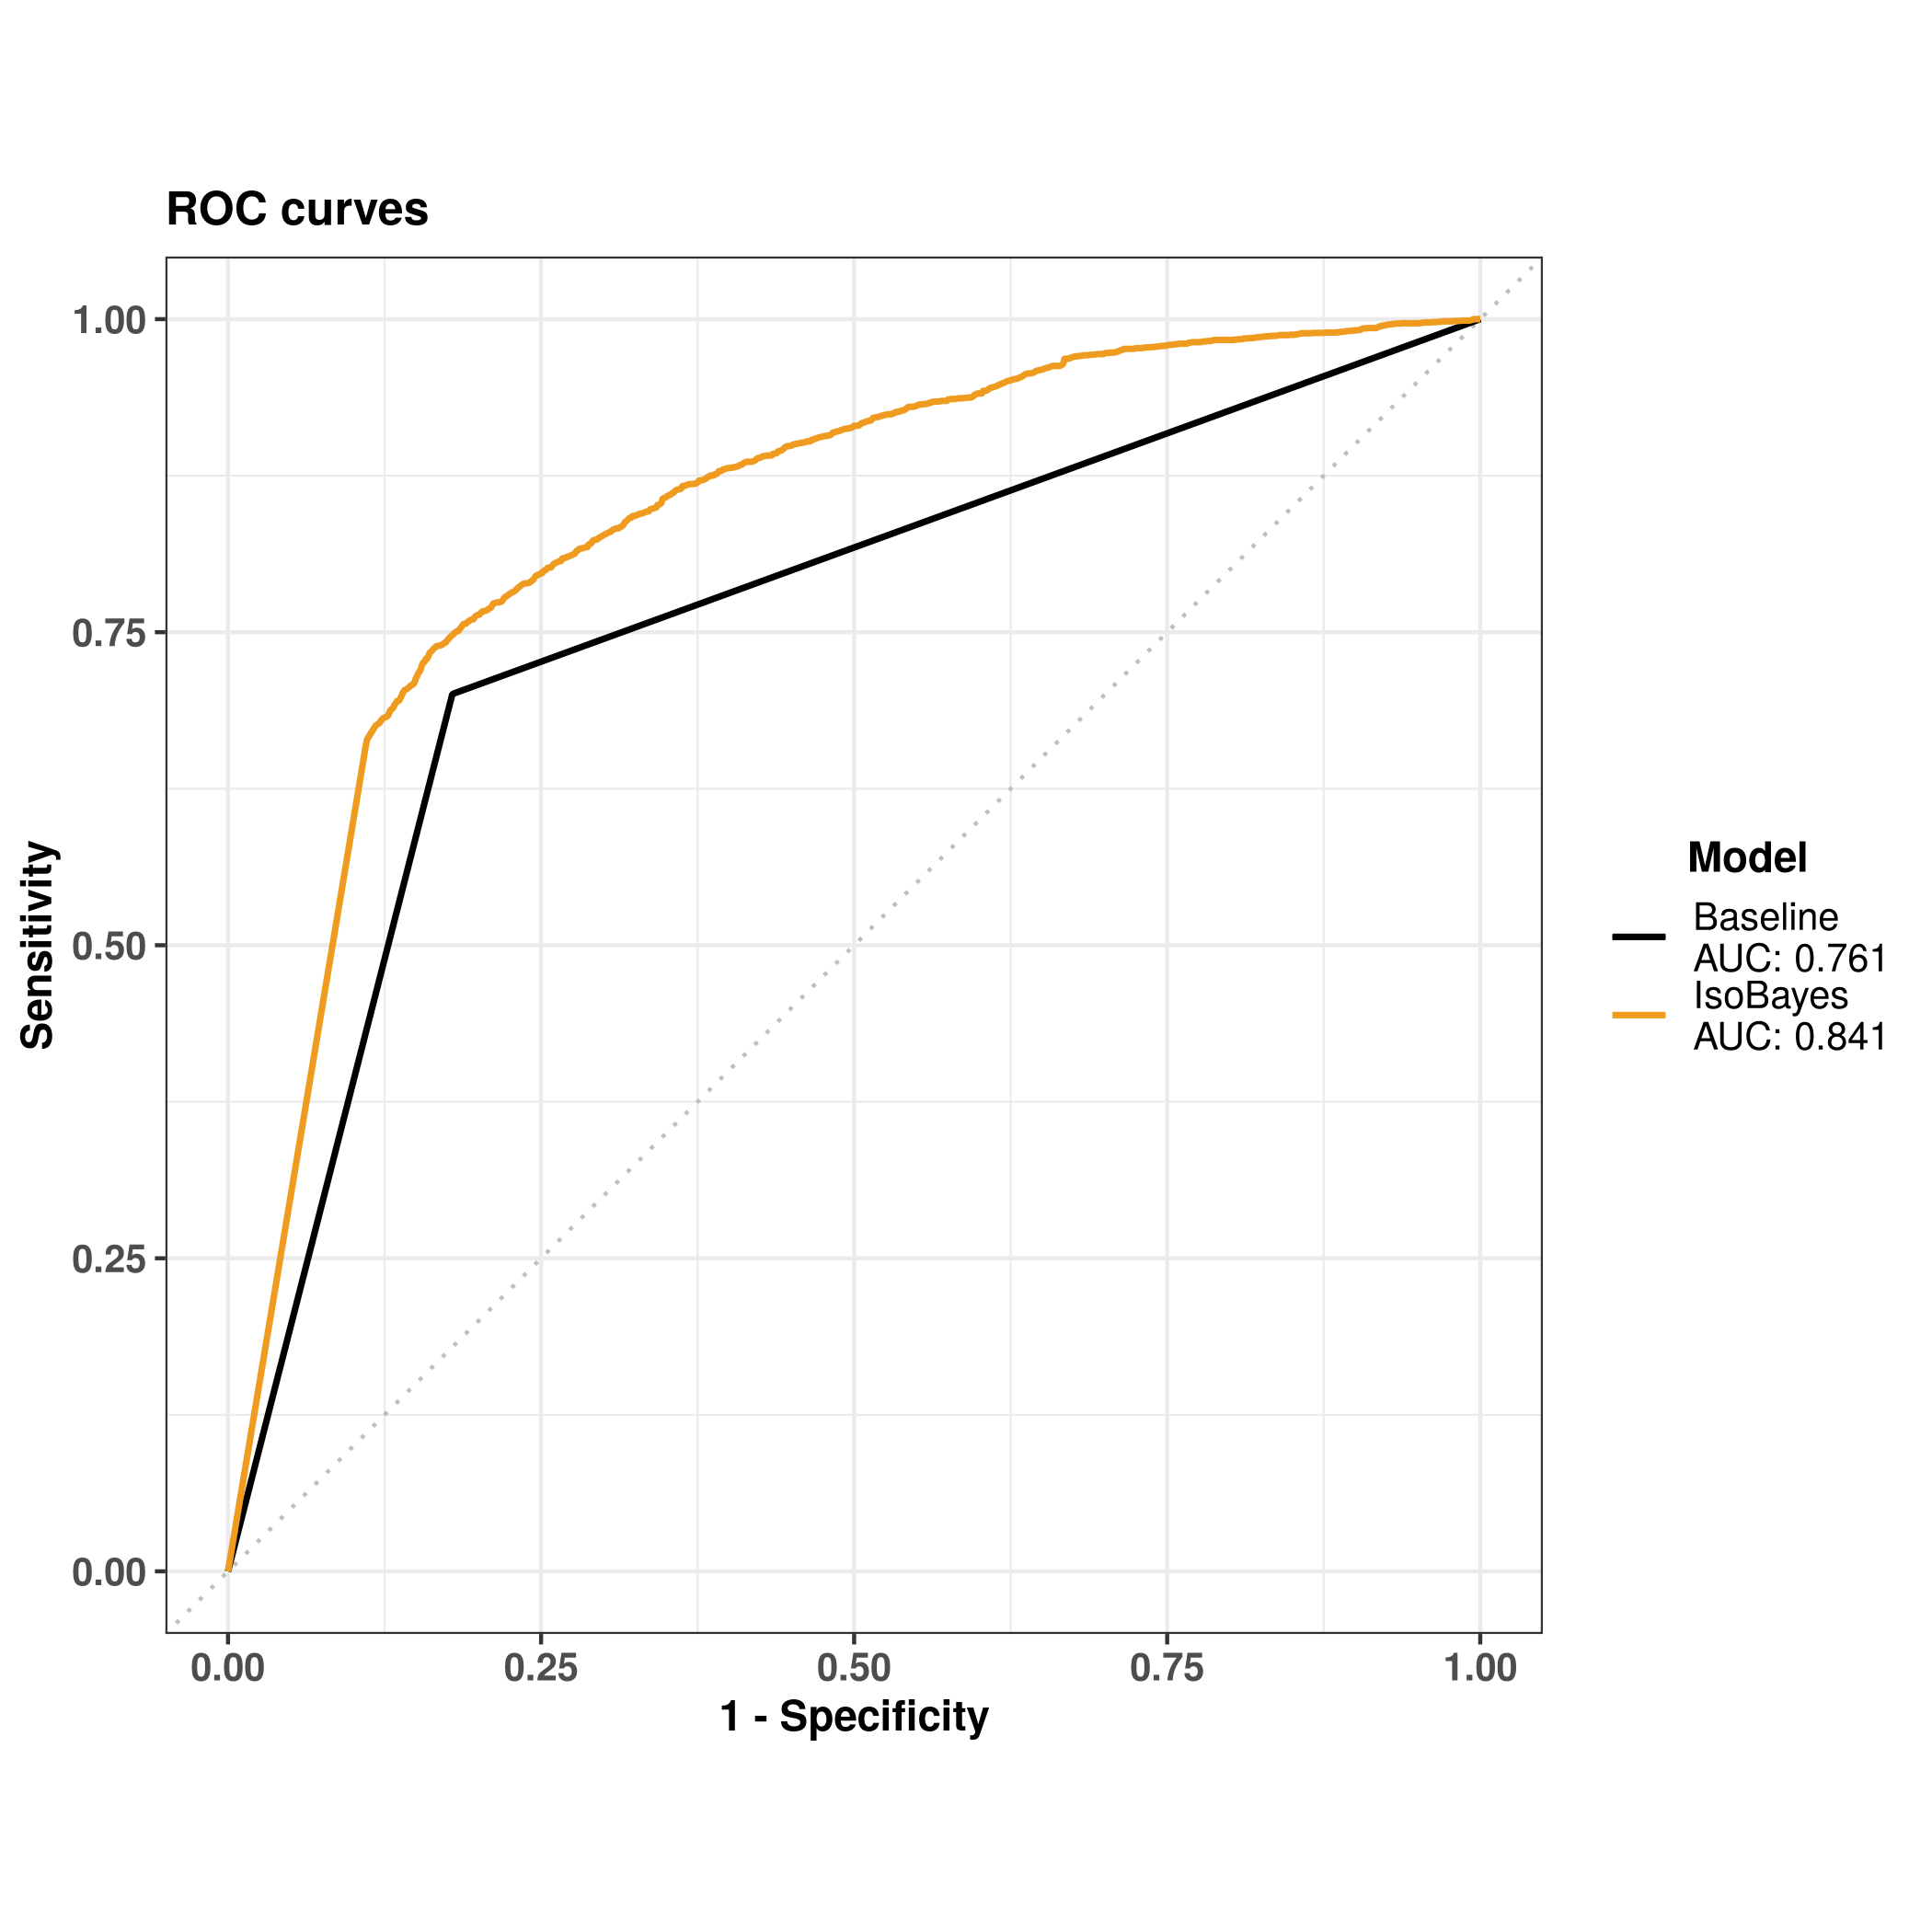 ROC curves
1.00
0.75
0.50
0.25
0.00
Sensitivity
0.00 0.25 0.50 0.75 1.00
1 - Specificity
Model
Baseline
AUC: 0.761
IsoBayes
AUC: 0.841